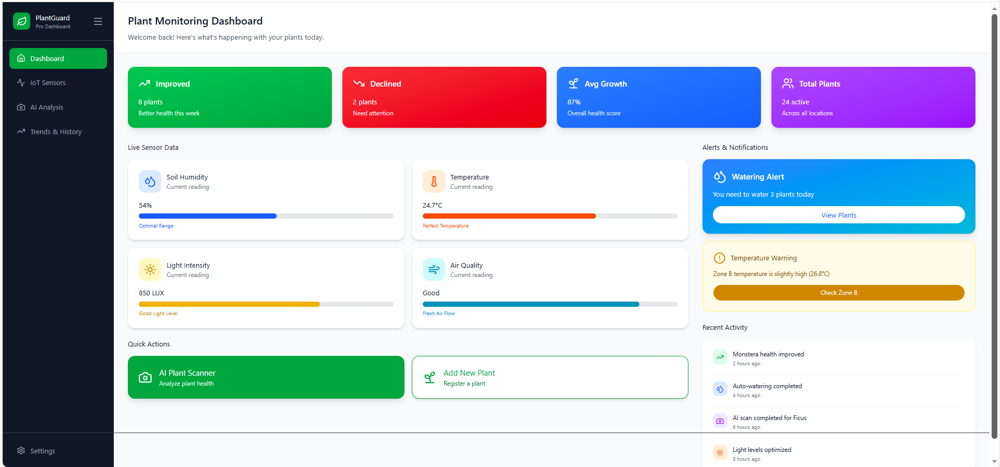 PlantGuard
Pro Dashboard
Dashboard
IoT Sensors
AI Analysis
Trends & History
Settings
Plant Monitoring Dashboard
Welcome back! Here's what's happening with your plants today.
Improved
8 plants
Better health this week
Declined
2 plants
Need attention
Avg Growth
87%
Overall health score
Total Plants
24 active
Across all locations
Live Sensor Data
Soil Humidity
Current reading
54%
Optimal Range
Temperature
Current reading
24.7°C
Perfect Temperature
Light Intensity
Current reading
850 LUX
Good Light Level
Air Quality
Current reading
Good
Fresh Air Flow
Quick Actions
AI Plant Scanner
Analyze plant health
Add New Plant
Register a plant
Alerts & Notifications
Watering Alert
You need to water 3 plants today
View Plants
Temperature Warning
Zone B temperature is slightly high (26.8°C)
Check Zone B
Recent Activity
Monstera health improved
2 hours ago
Auto-watering completed
4 hours ago
AI scan completed for Ficus
6 hours ago
Light levels optimized
8 hours ago